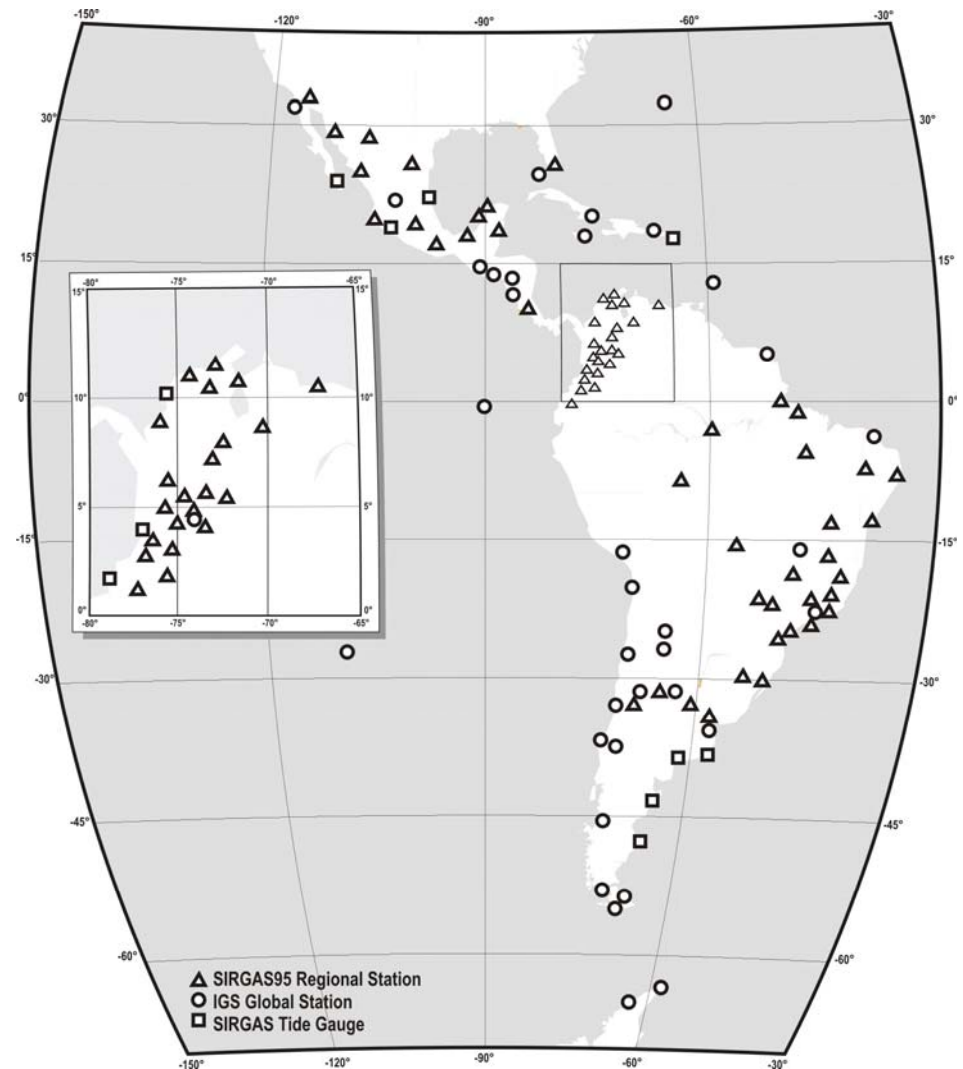 -150° -120° -90° -60° -30°
30° 30°
15° 15°
-80° -75° -70° -65°
15° 15°
10° 10°
5° 5°
0° 0°
-80° -75° -70° -65°
0° 0°
-15° -15°
-30° -30°
-45° -45°
-60° -60°
SIRGAS95 Regional Station
IGS Global Station
SIRGAS Tide Gauge
-150° -120° -90° -60° -30°